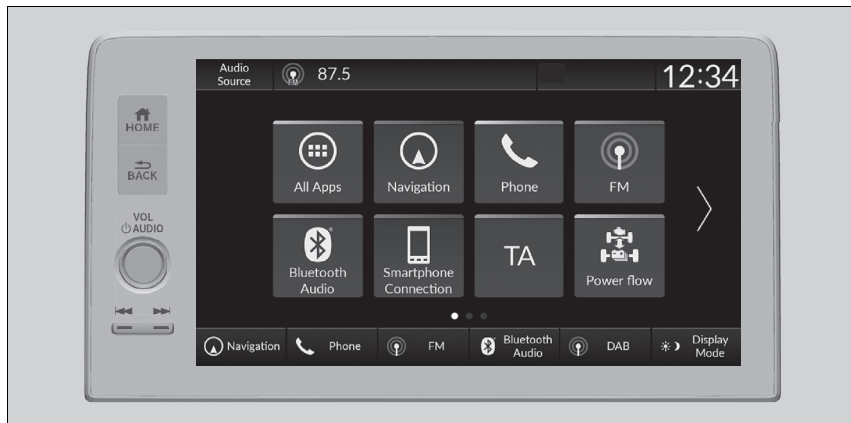 Audio
Source
FM
87.5
12:34
HOME
BACK
VOL
AUDIO
All Apps
Navigation
Phone
FM
Bluetooth
Audio
Smartphone
Connection
TA
Power flow
Navigation
Phone
FM
Bluetooth
Audio
DAB
Display
Mode